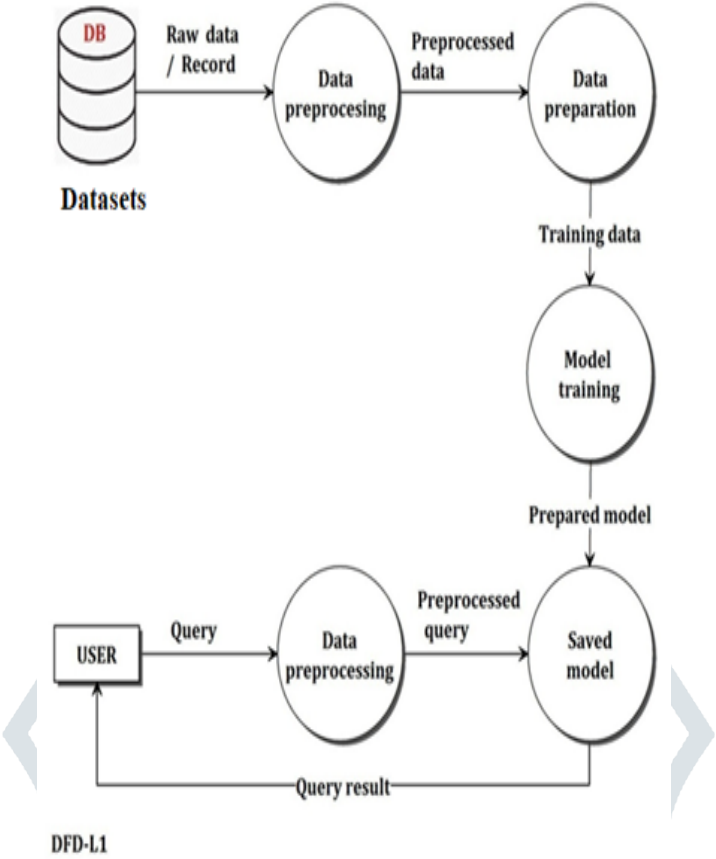 DB
Raw data
/ Record
Data
preprocesing
Preprocessed
data
Data
preparation
Datasets
Training data
Model
training
Prepared model
USER
Query
Data
preprocessing
Preprocessed
query
Saved
model
Query result
DFD-L1